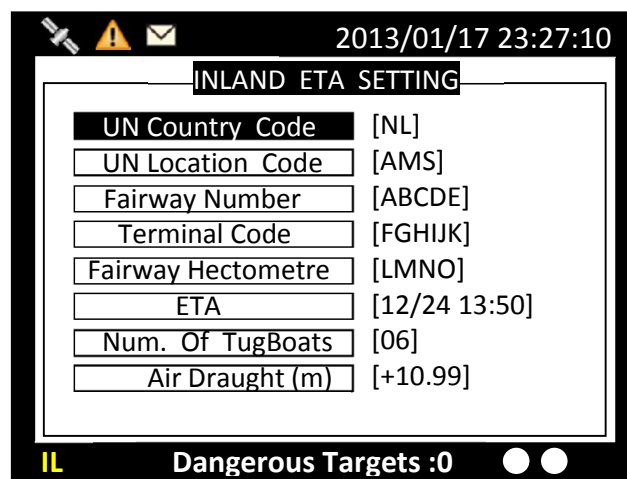 2013/01/17 23:27:10
INLAND ETA SETTING
UN Country Code [NL]
UN Location Code [AMS]
Fairway Number [ABCDE]
Terminal Code [FGHIJK]
Fairway Hectometre [LMNO]
ETA [12/24 13:50]
Num. Of TugBoats [06]
Air Draught (m) [+10.99]
IL Dangerous Targets :0